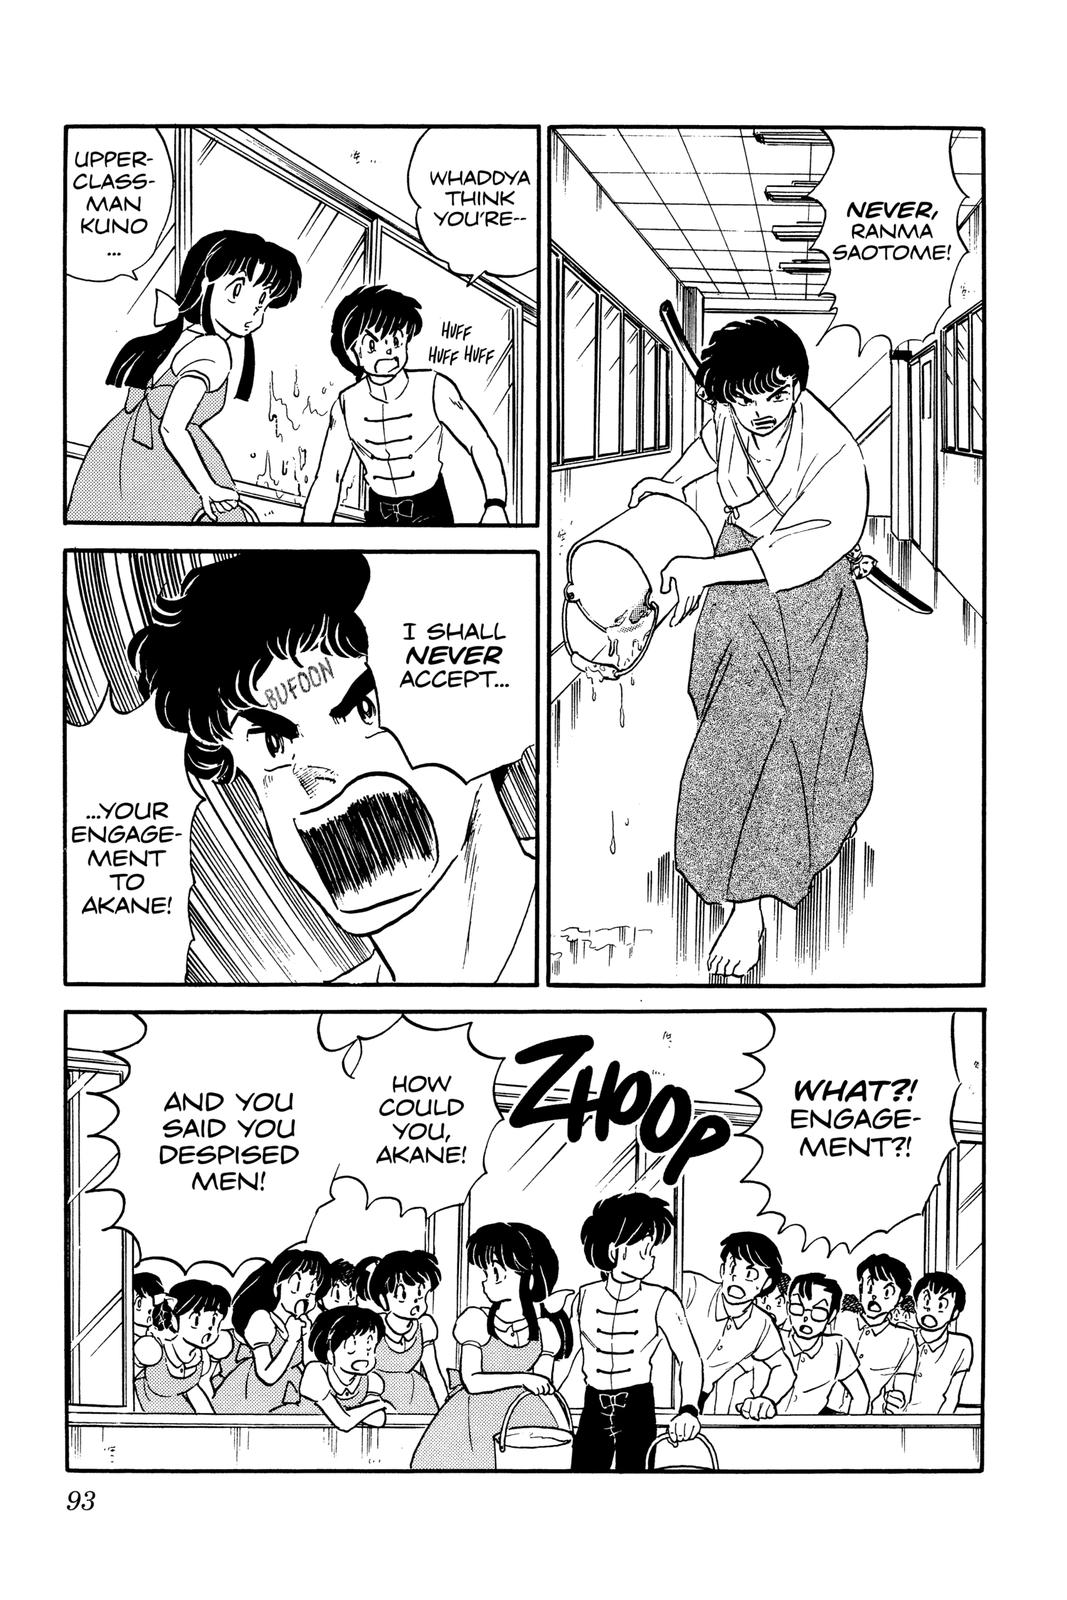 NEVER,
RANMA
SAOTOME!
WHADDYA
THINK
YOU'RE--
HUFF
HUFF HUFF
UPPER-
CLASS-
MAN
KUNO
...
I SHALL
NEVER
ACCEPT...
BUFOON
...YOUR
ENGAGE-
MENT
TO
AKANE!
WHAT?!
ENGAGE-
MENT?!
ZHOOP
HOW
COULD
YOU,
AKANE!
AND YOU
SAID YOU
DESPISED
MEN!
93